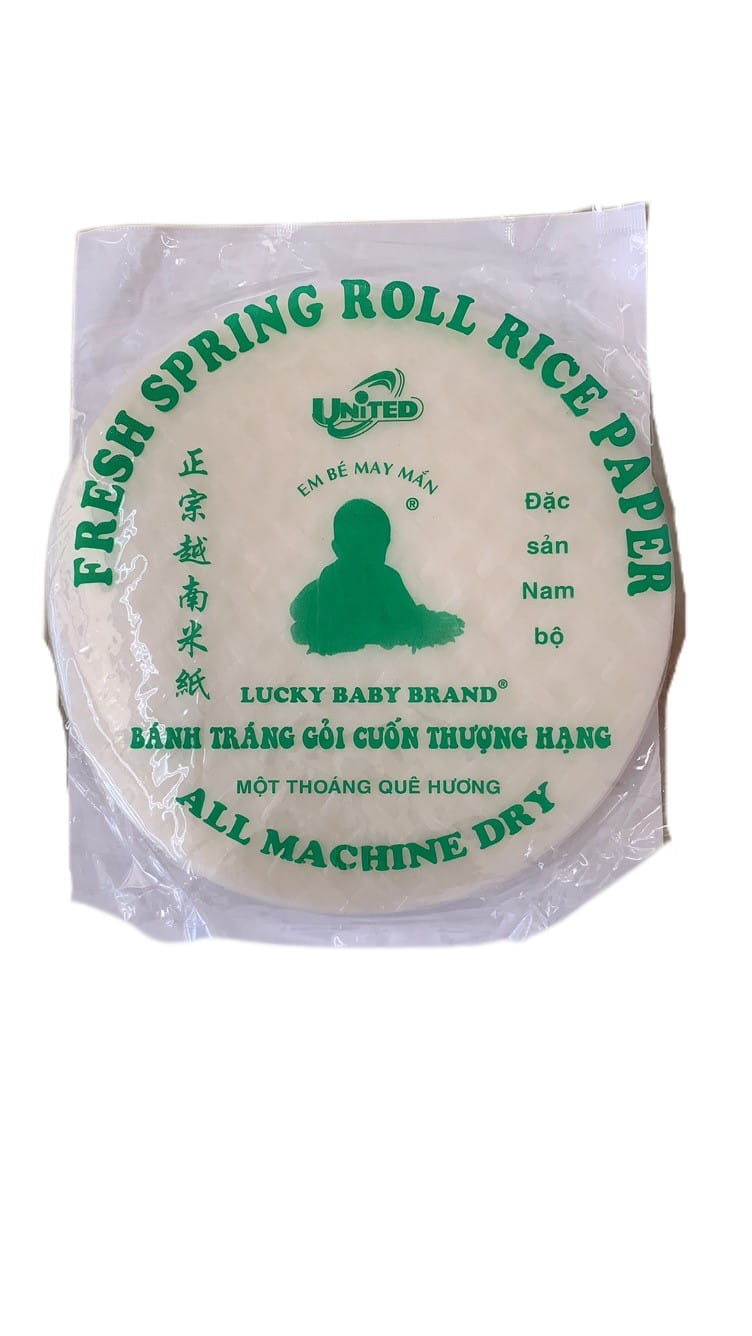 FRESH SPRING ROLL RICE PAPER
UNITED
EM BÉ MAY MẮN
®
正宗越南米紙
Đặc
sản
Nam
bộ
LUCKY BABY BRAND®
BÁNH TRÁNG GỎI CUỐN THƯỢNG HẠNG
MỘT THOÁNG QUÊ HƯƠNG
ALL MACHINE DRY